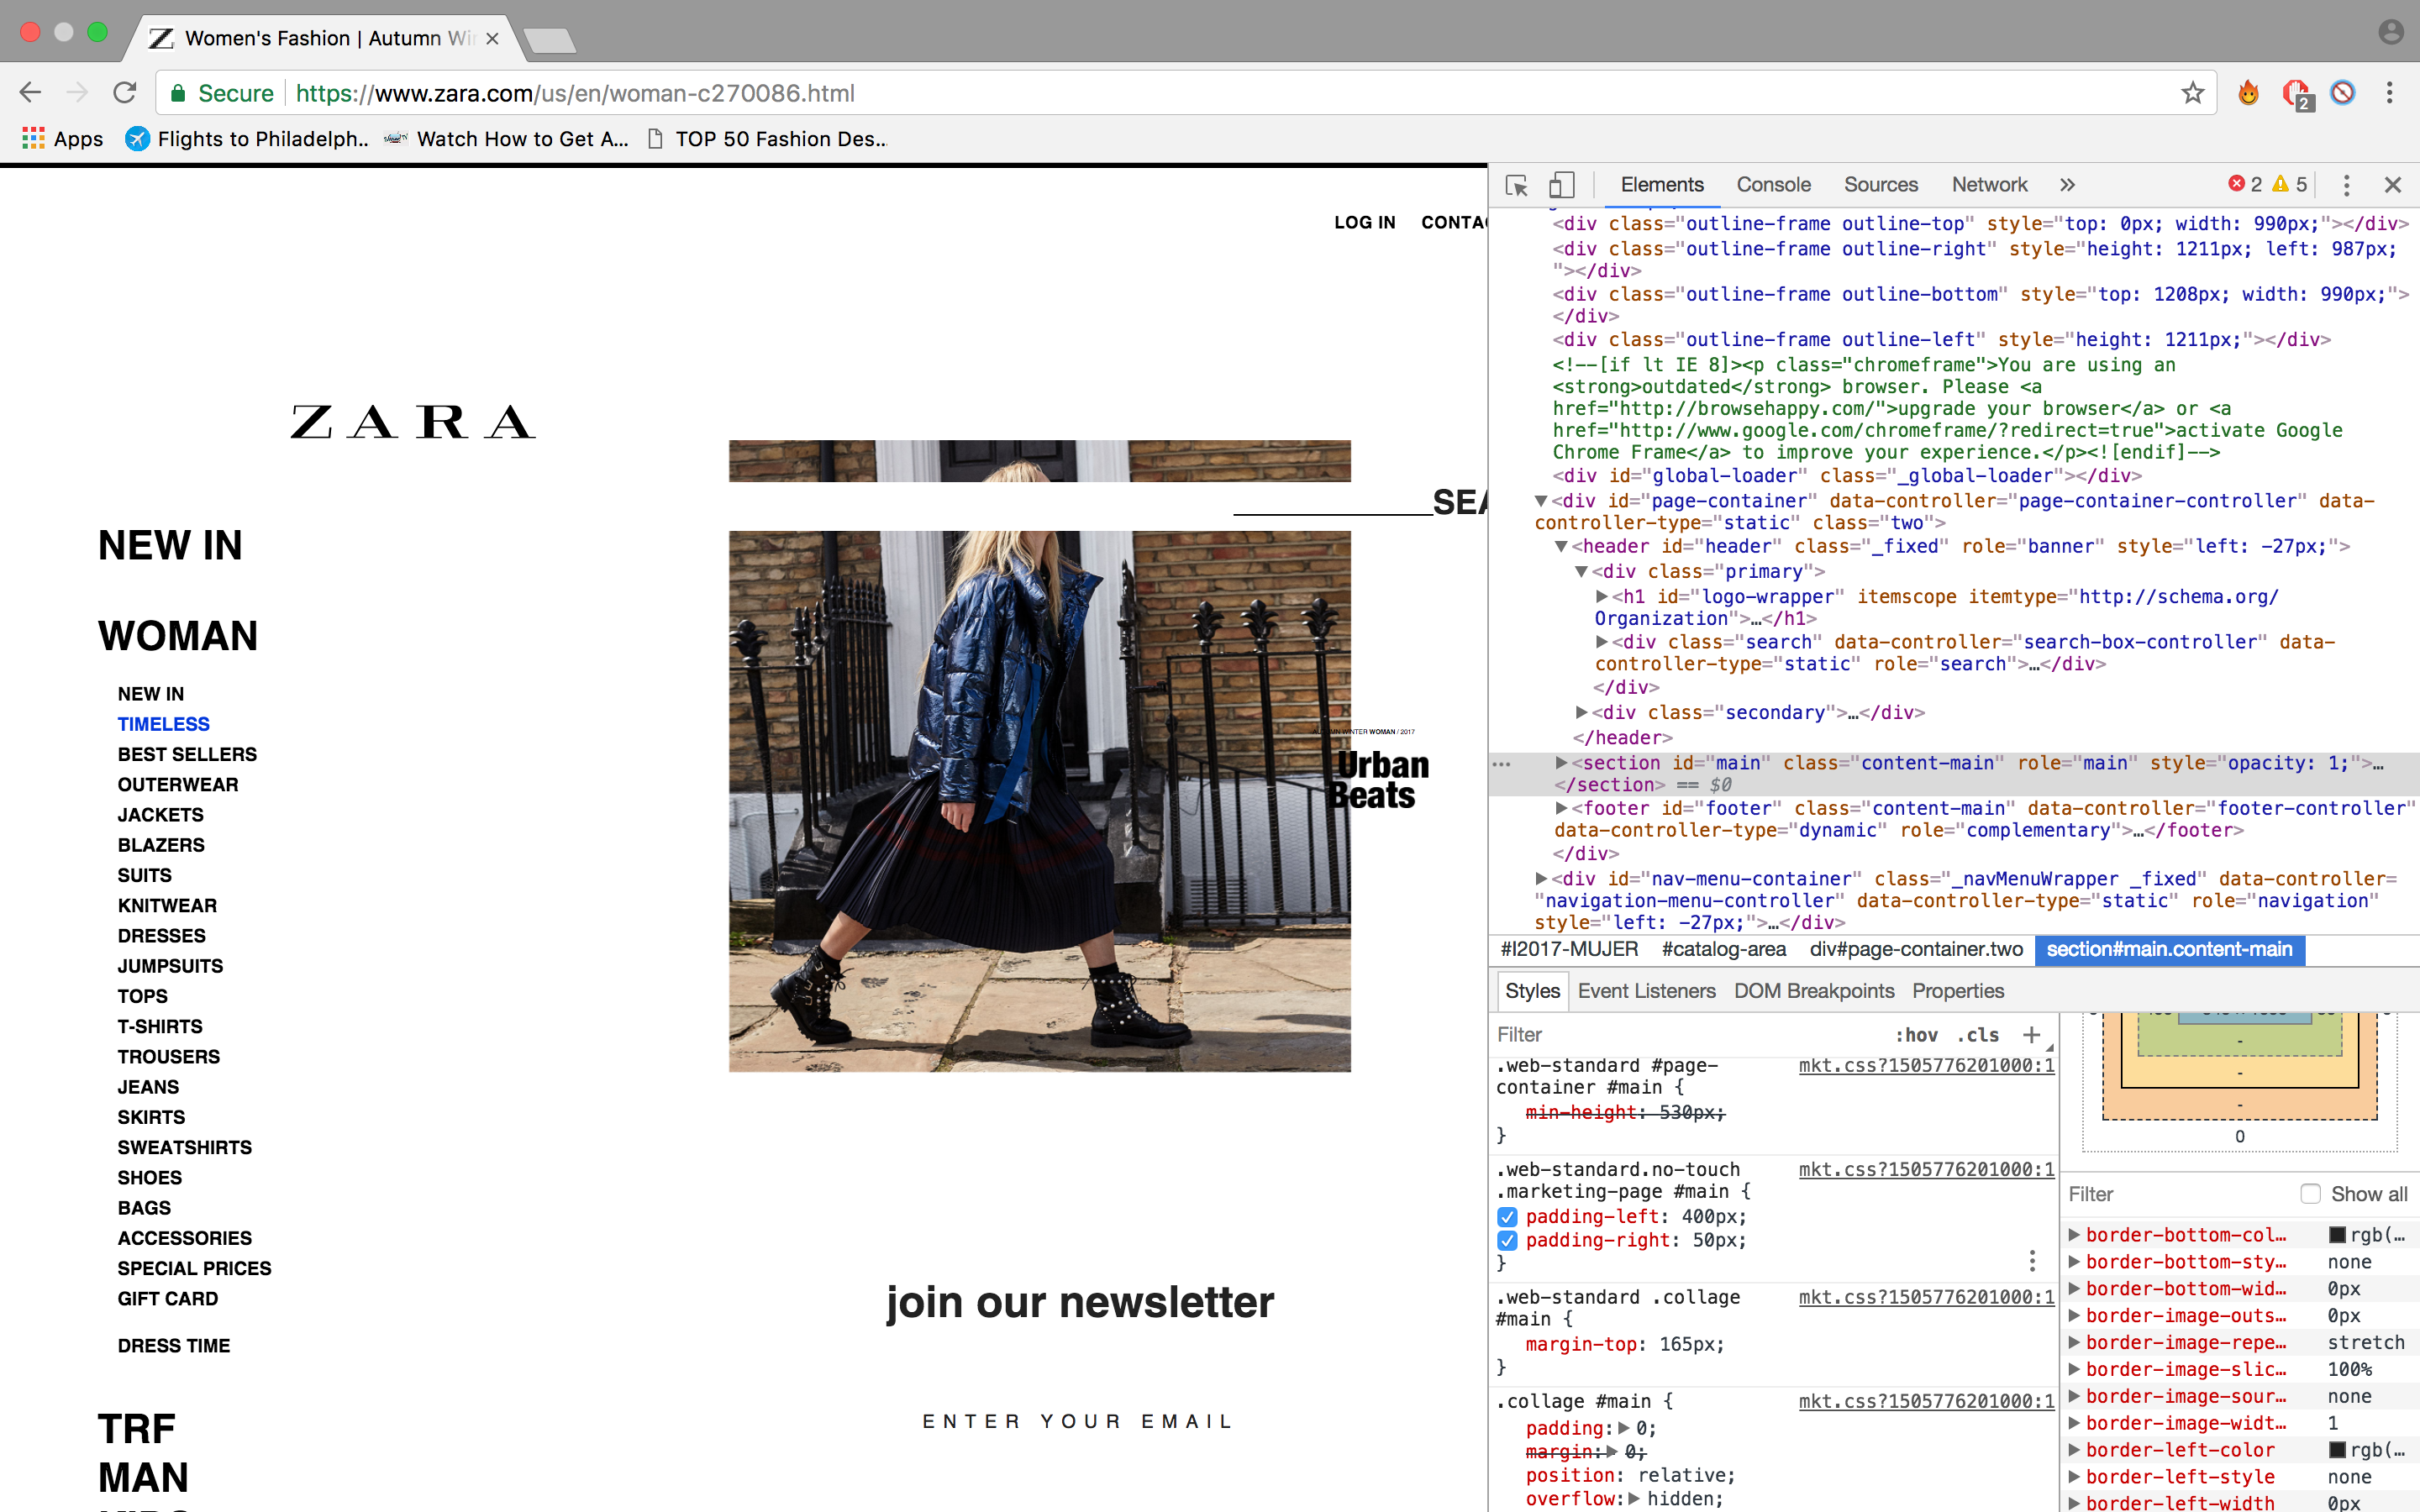 Women's Fashion | Autumn Wi
Secure
https://www.zara.com/us/en/woman-c270086.html
2
Apps
Flights to Philadelph..
Watch How to Get A...
TOP 50 Fashion Des...
LOG IN
CONTAC
ZARA
SEA
NEW IN
WOMAN
NEW IN
TIMELESS
BEST SELLERS
OUTERWEAR
JACKETS
BLAZERS
SUITS
KNITWEAR
DRESSES
JUMPSUITS
TOPS
T-SHIRTS
TROUSERS
JEANS
SKIRTS
SWEATSHIRTS
SHOES
BAGS
ACCESSORIES
SPECIAL PRICES
GIFT CARD
DRESS TIME
TRF
MAN
WINTER WOMAN / 2017
Urban
Beats
join our newsletter
ENTER YOUR EMAIL
Elements Console Sources Network » 2 5
<div class="outline-frame outline-top" style="top: 0px; width: 990px;"></div>
<div class="outline-frame outline-right" style="height: 1211px; left: 987px;
"></div>
<div class="outline-frame outline-bottom" style="top: 1208px; width: 990px;">
</div>
<div class="outline-frame outline-left" style="height: 1211px;"></div>
<!--[if lt IE 8]><p class="chromeframe">You are using an
<strong>outdated</strong> browser. Please <a
href="http://browsehappy.com/">upgrade your browser</a> or <a
href="http://www.google.com/chromeframe/?redirect=true">activate Google
Chrome Frame</a> to improve your experience.</p><![endif]-->
<div id="global-loader" class="_global-loader"></div>
<div id="page-container" data-controller="page-container-controller" data-
controller-type="static" class="two">
<header id="header" class="_fixed" role="banner" style="left: -27px;">
<div class="primary">
<h1 id="logo-wrapper" itemscope itemtype="http://schema.org/
Organization">…</h1>
<div class="search" data-controller="search-box-controller" data-
controller-type="static" role="search">…</div>
</div>
<div class="secondary">…</div>
</header>
<section id="main" class="content-main" role="main" style="opacity: 1;">…
</section> == $0
<footer id="footer" class="content-main" data-controller="footer-controller"
data-controller-type="dynamic" role="complementary">…</footer>
</div>
<div id="nav-menu-container" class="_navMenuWrapper _fixed" data-controller=
"navigation-menu-controller" data-controller-type="static" role="navigation"
style="left: -27px;">…</div>
#I2017-MUJER #catalog-area div#page-container.two section#main.content-main
Styles Event Listeners DOM Breakpoints Properties
Filter :hov .cls +
.web-standard #page- mkt.css?1505776201000:1
container #main {
min-height: 530px;
}
.web-standard.no-touch mkt.css?1505776201000:1
.marketing-page #main {
padding-left: 400px;
padding-right: 50px;
}
.web-standard .collage mkt.css?1505776201000:1
#main {
margin-top: 165px;
}
.collage #main { mkt.css?1505776201000:1
padding: 0;
margin: 0;
position: relative;
overflow: hidden;
-
-
-
0
Filter Show all
border-bottom-col… rgb(…
border-bottom-sty… none
border-bottom-wid… 0px
border-image-outs… 0px
border-image-repe… stretch
border-image-slic… 100%
border-image-sour… none
border-image-widt… 1
border-left-color rgb(…
border-left-style none
border-left-width 0px